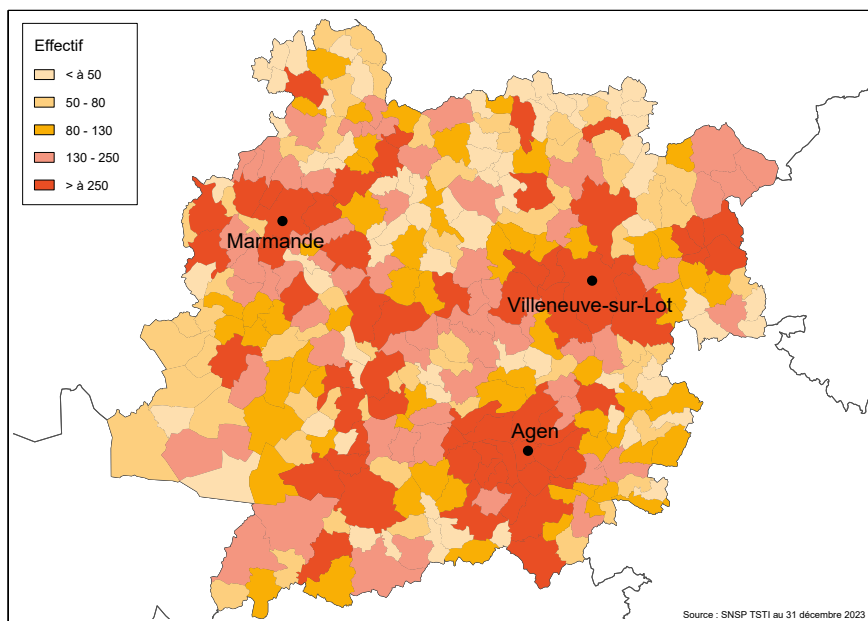 Effectif
< à 50
50 - 80
80 - 130
130 - 250
> à 250
Marmande
Villeneuve-sur-Lot
Agen
Source : SNSP TSTI au 31 décembre 2023